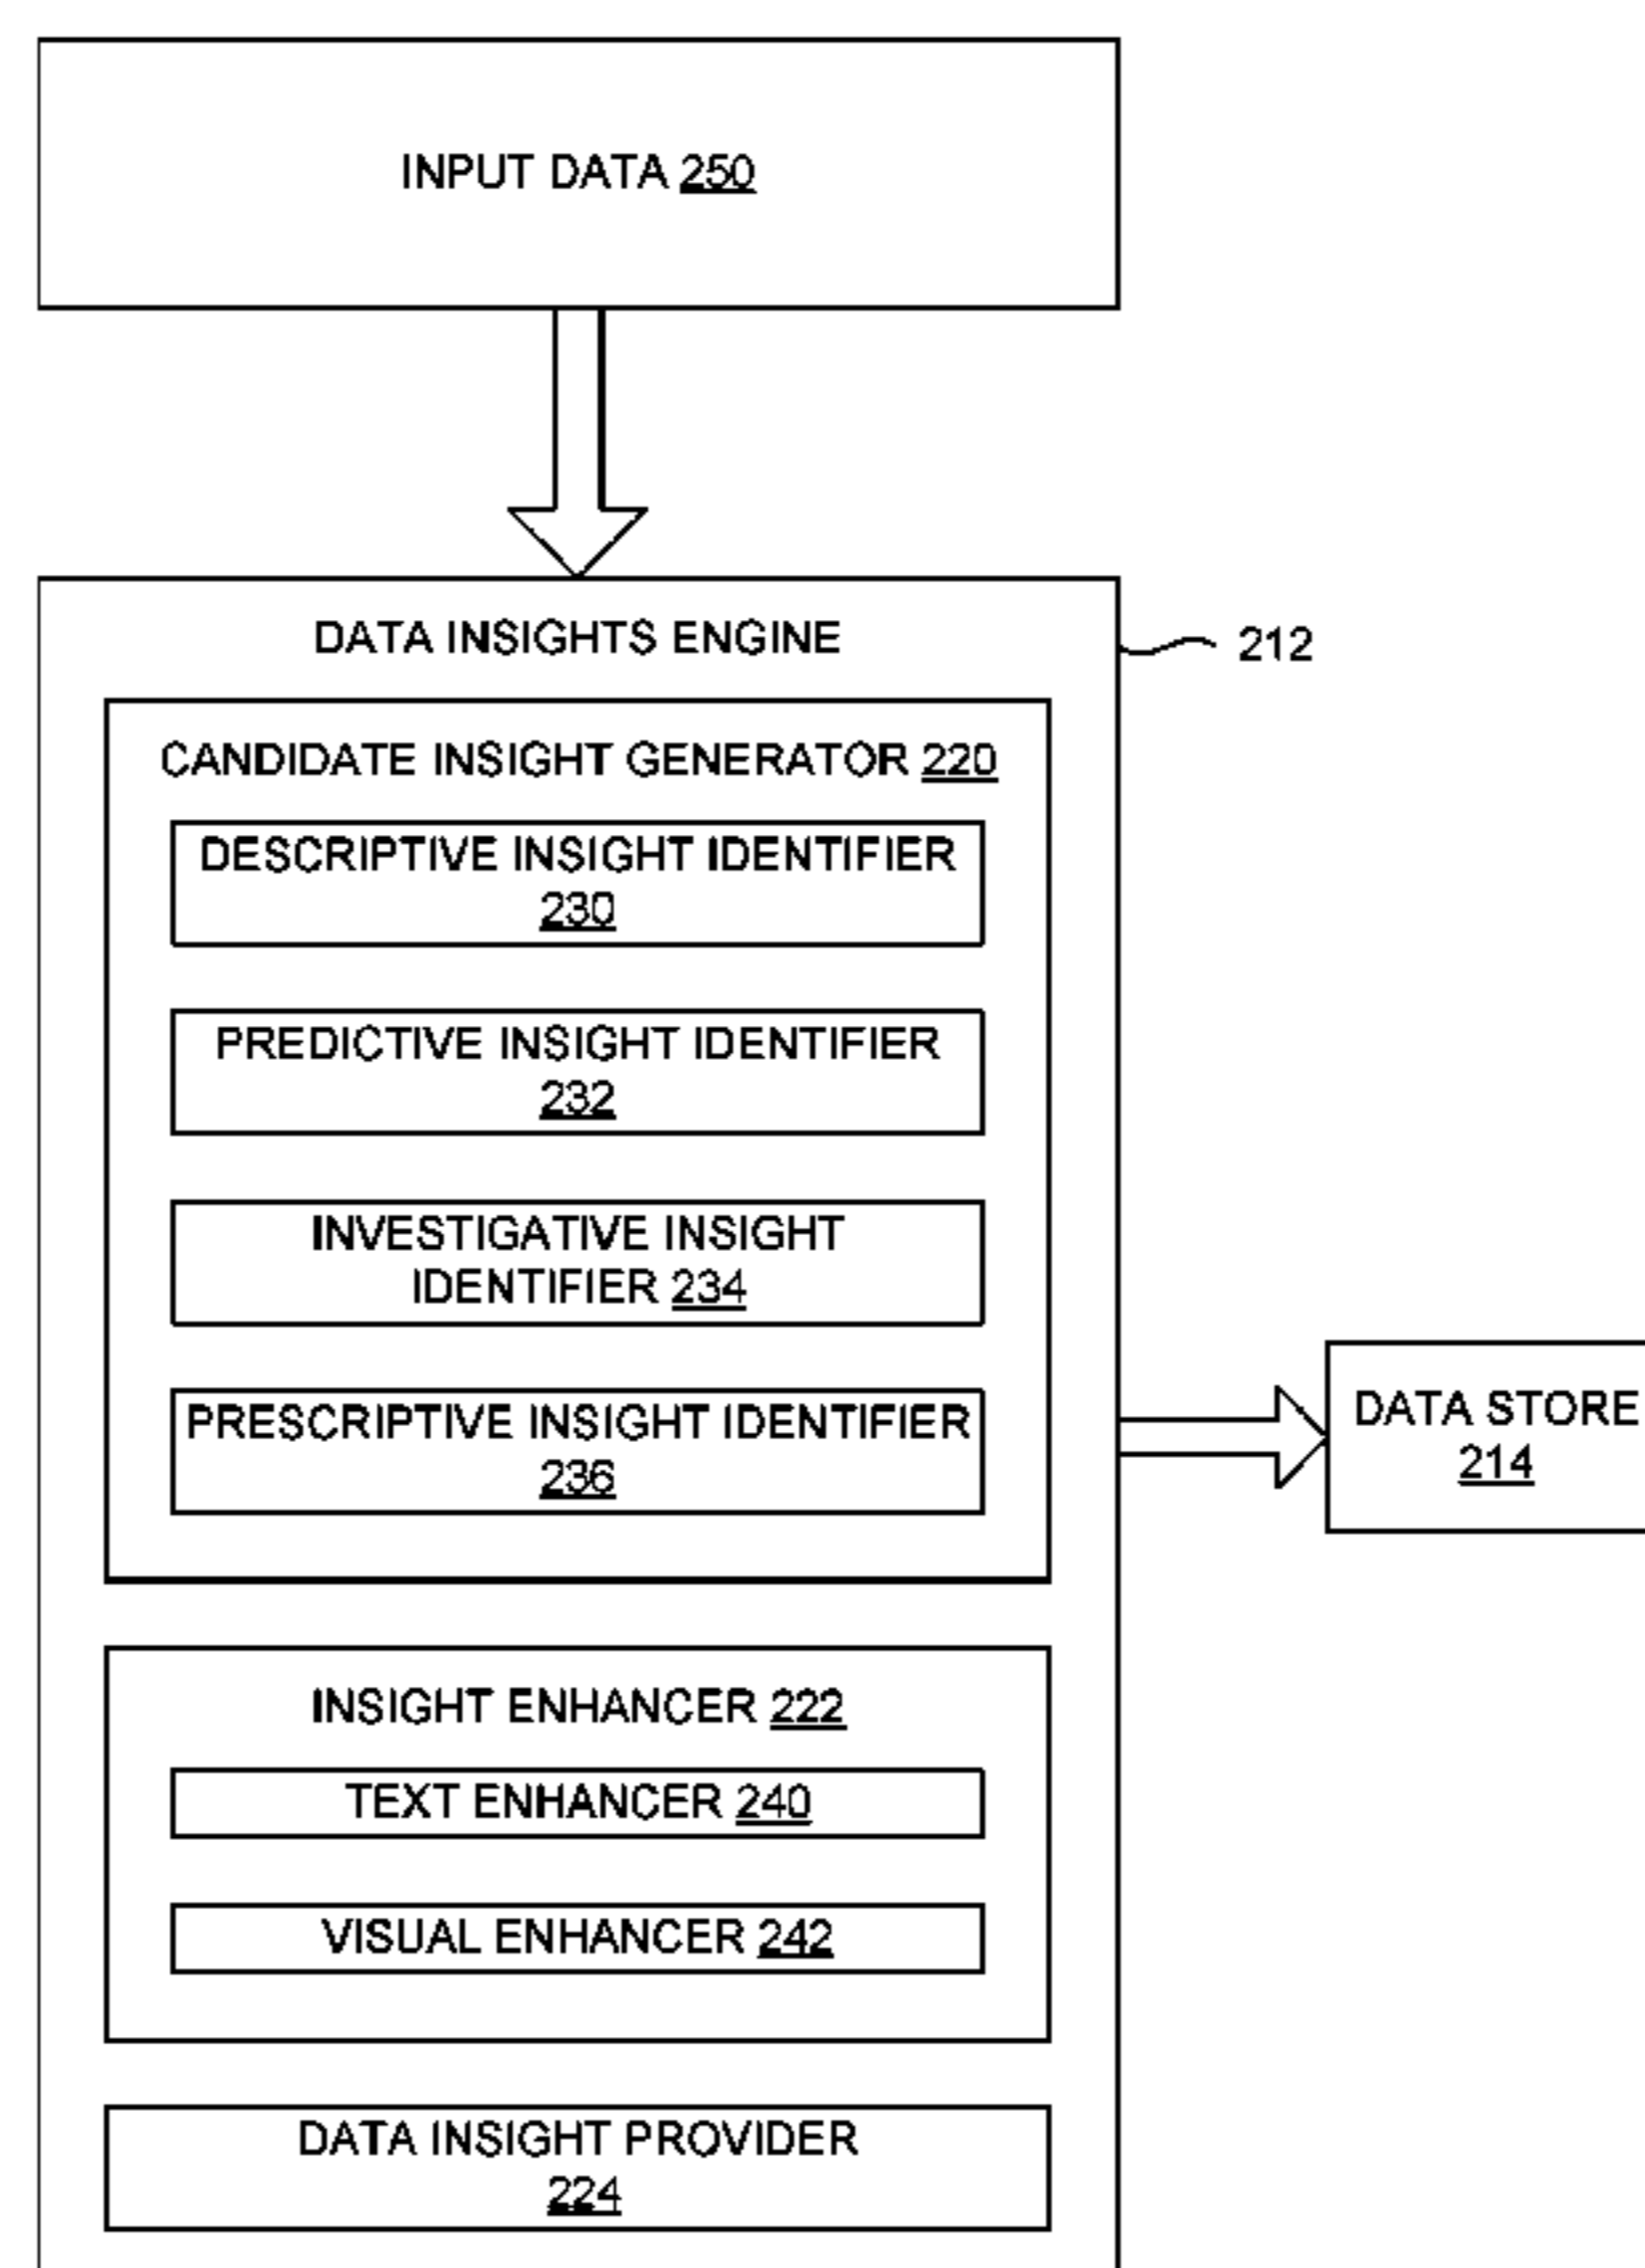 INPUT DATA 250
DATA INSIGHTS ENGINE
212
CANDIDATE INSIGHT GENERATOR 220
DESCRIPTIVE INSIGHT IDENTIFIER
230
PREDICTIVE INSIGHT IDENTIFIER
232
INVESTIGATIVE INSIGHT
IDENTIFIER 234
PRESCRIPTIVE INSIGHT IDENTIFIER
236
DATA STORE
214
INSIGHT ENHANCER 222
TEXT ENHANCER 240
VISUAL ENHANCER 242
DATA INSIGHT PROVIDER
224